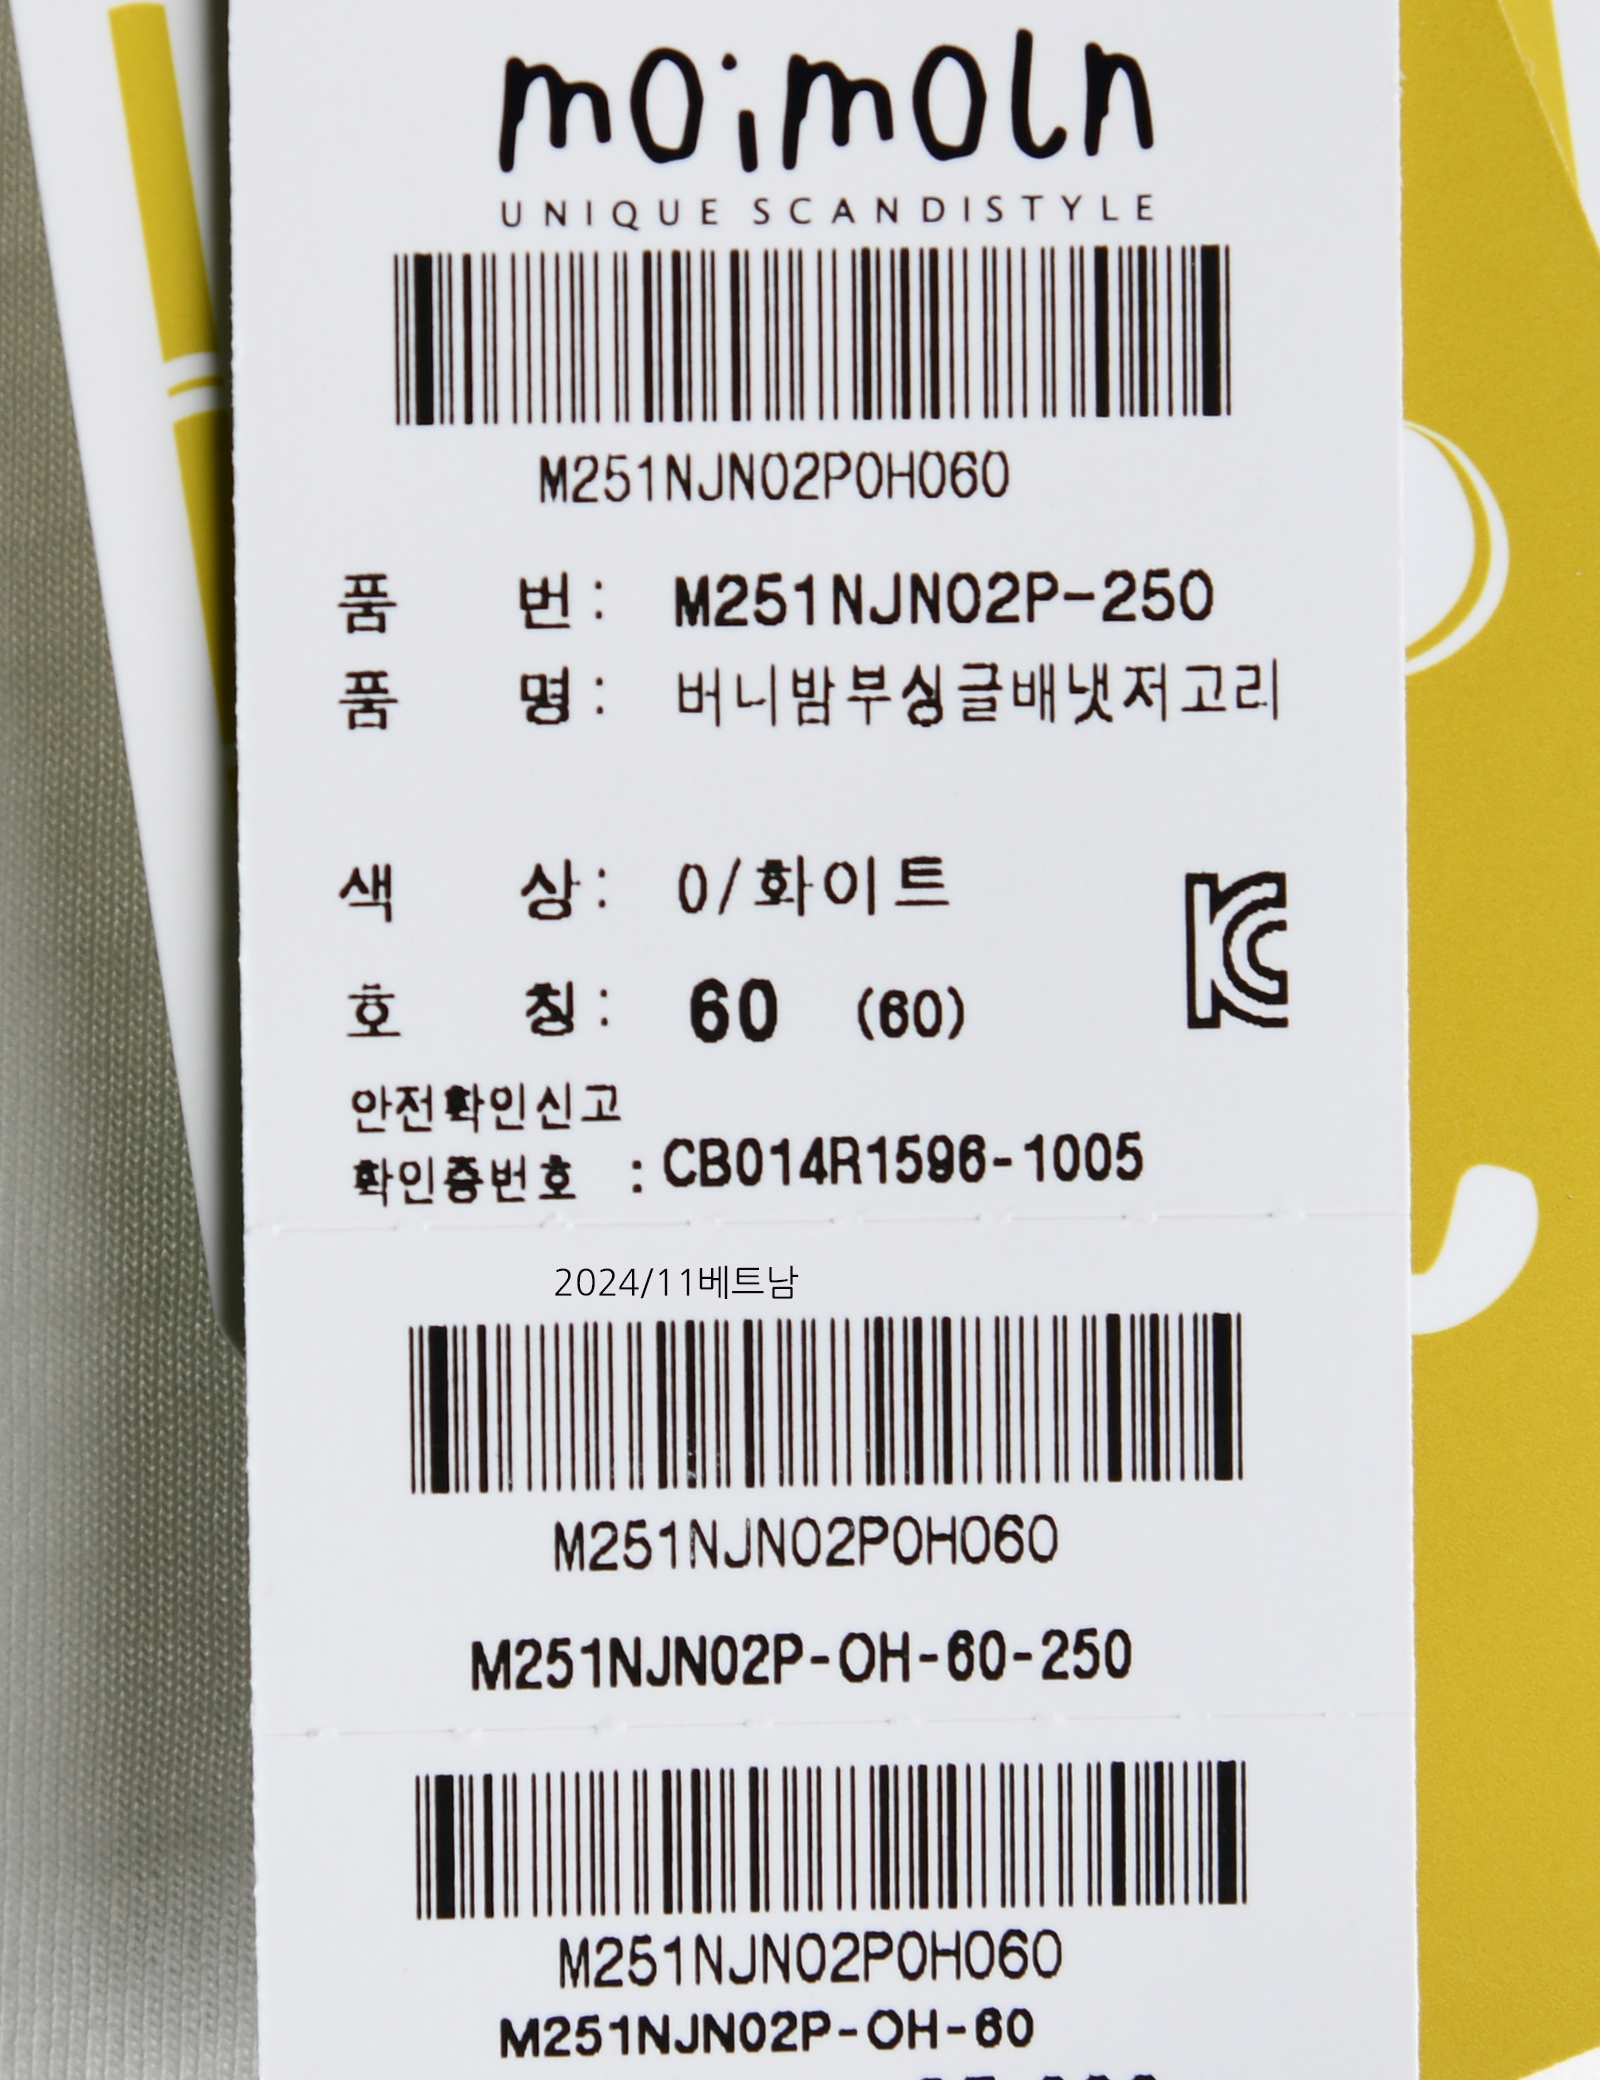 moimoln
UNIQUE SCANDISTYLE
M251NJN02P0H060
품 번 : M251NJN02P-250
품 명 : 버니밤부싱글배냇저고리
색 상 : 0/화이트
호 칭 : 60 (60)
안전확인신고
확인증번호 : CB014R1596-1005
2024/11베트남
M251NJN02P0H060
M251NJN02P-OH-60-250
M251NJN02P0H060
M251NJN02P-OH-60